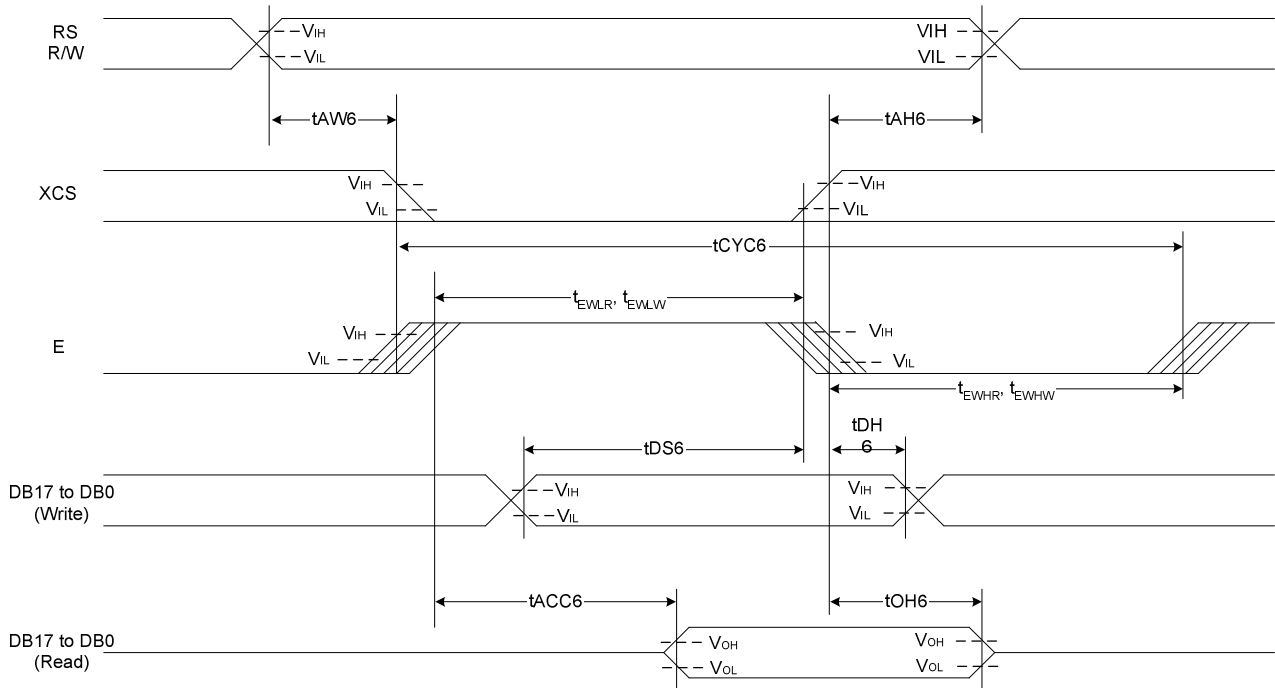 RS
R/W
VIH
VIL
VIH
VIL
tAW6
tAH6
XCS
VIH
VIL
VIH
VIL
tCYC6
tEWLR, tEWLW
E
VIH
VIL
VIH
VIL
tEWHR, tEWHW
tDS6
tDH
6
DB17 to DB0
(Write)
VIH
VIL
VIH
VIL
tACC6
tOH6
DB17 to DB0
(Read)
VOH
VOL
VOH
VOL